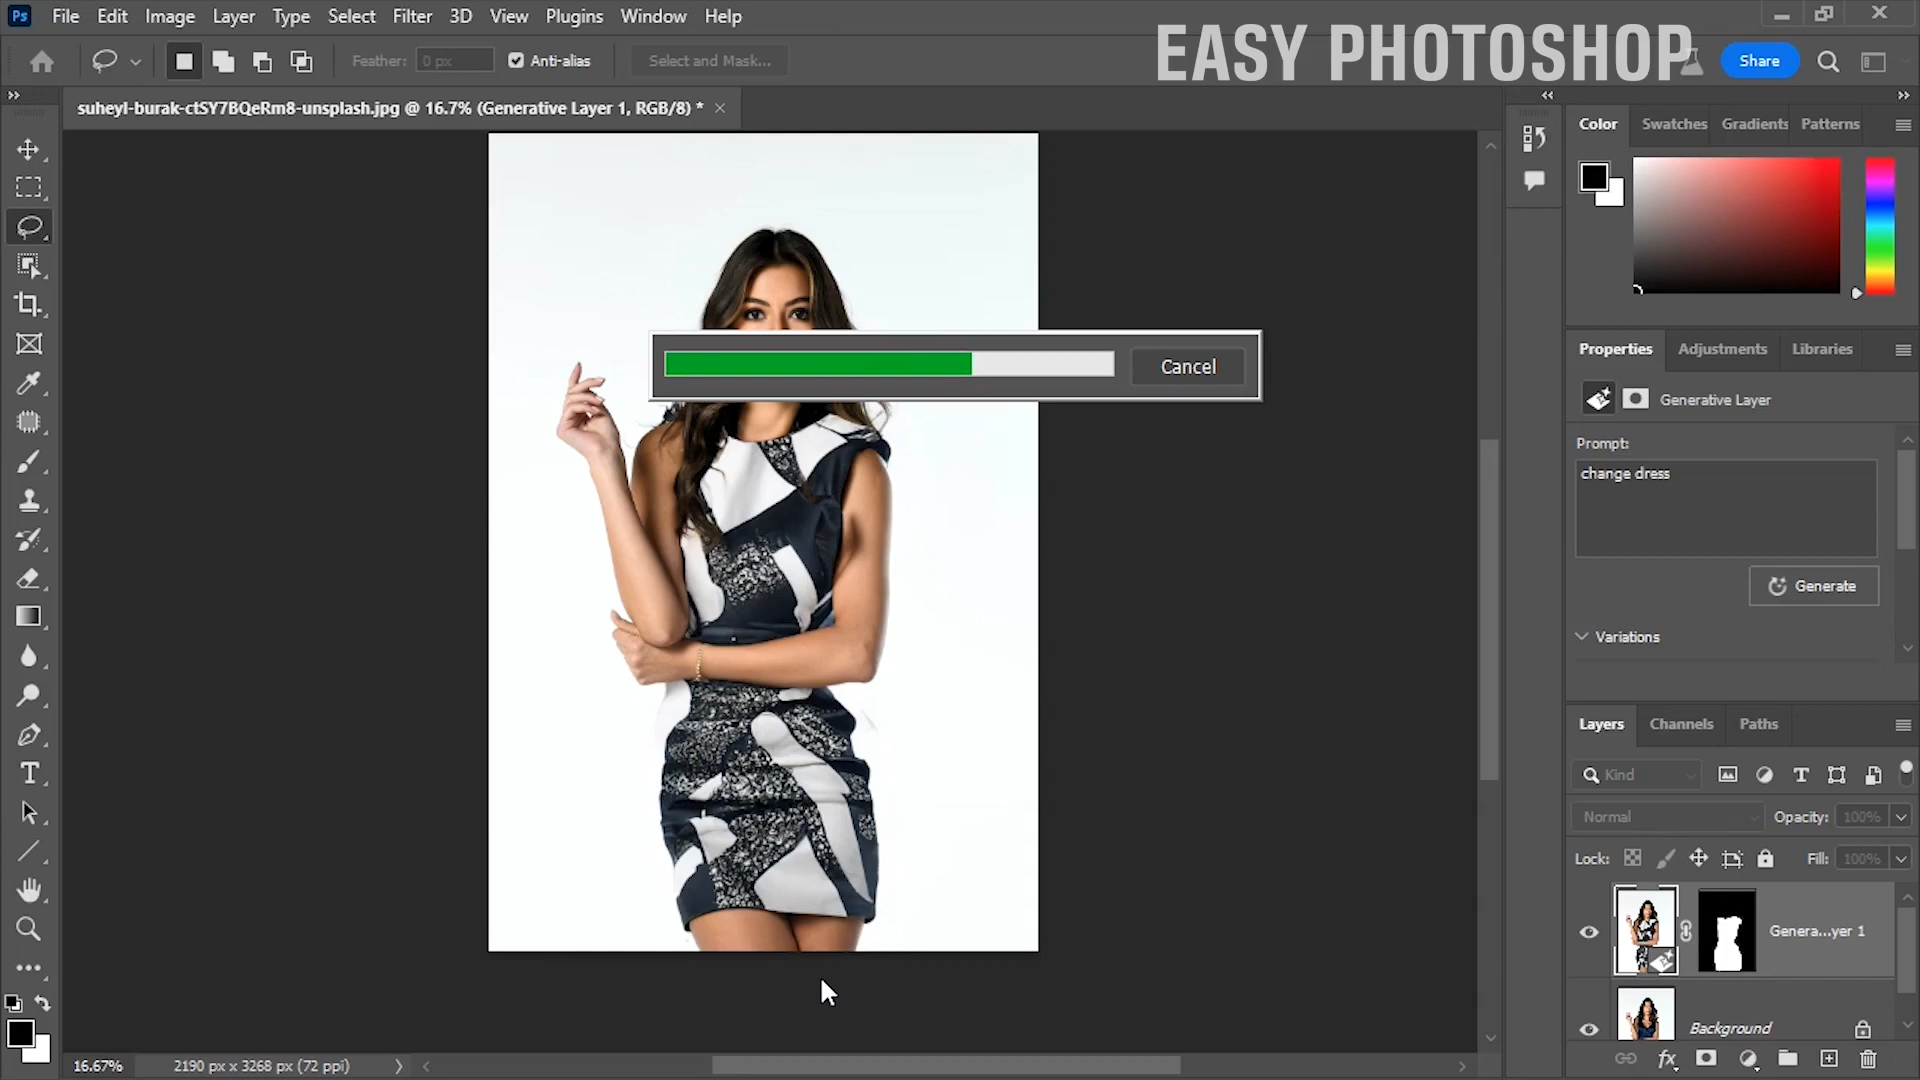 Ps File Edit Image Layer Type Select Filter 3D View Plugins Window Help
EASY PHOTOSHOP
Feather: 0 px Anti-alias Select and Mask... Share
suheyl-burak-ctSY7BQeRm8-unsplash.jpg @ 16.7% (Generative Layer 1, RGB/8) *
Color Swatches Gradients Patterns
Cancel
Properties Adjustments Libraries
Generative Layer
Prompt:
change dress
Generate
Variations
Layers Channels Paths
Kind
Normal Opacity: 100%
Lock: Fill: 100%
Genera...yer 1
Background
16.67% 2190 px x 3268 px (72 ppi)
fx